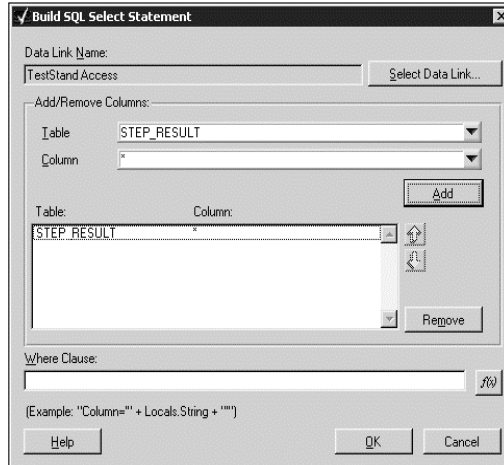 Build SQL Select Statement
Data Link Name:
TestStand Access
Select Data Link...
Add/Remove Columns:
Table
STEP_RESULT
Column
*
Add
Table: Column:
STEP_RESULT *
Remove
Where Clause:
f(x)
(Example: "Column='" + Locals.String + "'")
Help
OK
Cancel